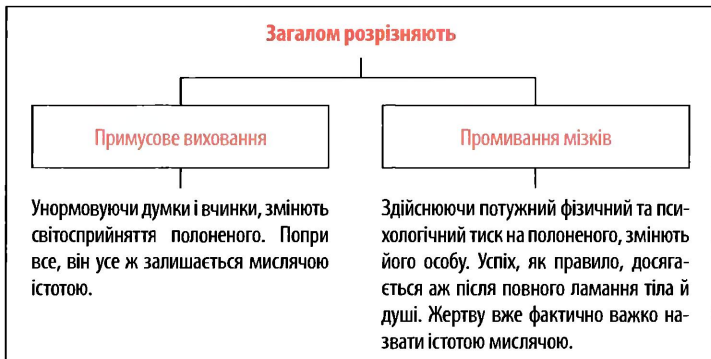 Загалом розрізняють
Примусове виховання
Промивання мізків
Унормовуючи думки і вчинки, змінють
світосприйняття полоненого. Попри
все, він усе ж залишається мислячою
істотою.
Здійснюючи потужний фізичний та пси-
хологічний тиск на полоненого, змінють
його особу. Успіх, як правило, досяга-
ється аж після повного ламання тіла й
душі. Жертву вже фактично важко на-
звати істотою мислячою.